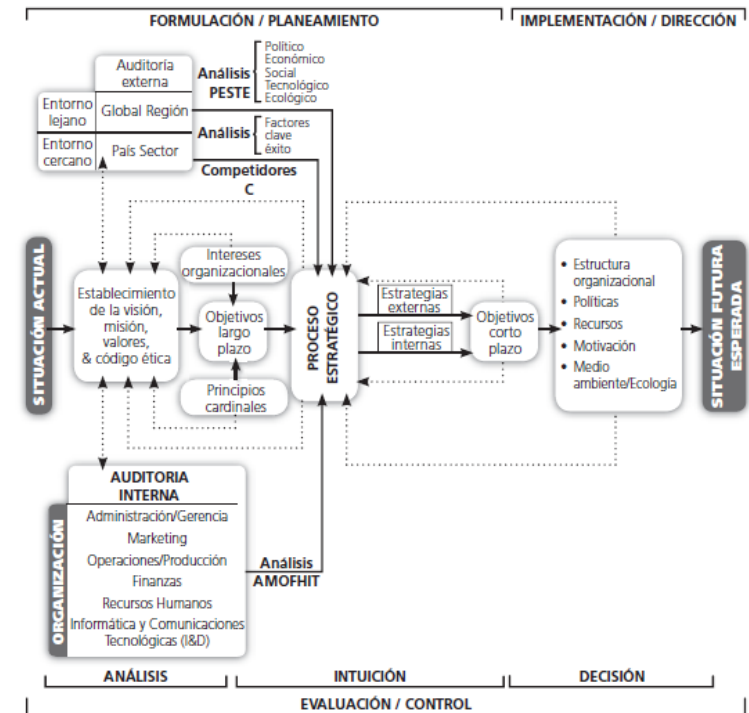 FORMULACIÓN / PLANEAMIENTO
IMPLEMENTACIÓN / DIRECCIÓN
Auditoría
externa
Entorno
lejano
Global Región
Entorno
cercano
País Sector
Análisis
PESTE
Político
Económico
Social
Tecnológico
Ecológico
Análisis
Factores
clave
éxito
Competidores
C
SITUACIÓN ACTUAL
Establecimiento
de la visión,
misión,
valores,
& código ética
Intereses
organizacionales
Objetivos
largo
plazo
Principios
cardinales
PROCESO
ESTRATÉGICO
Estrategias
externas
Estrategias
internas
Objetivos
corto
plazo
• Estructura
organizacional
• Políticas
• Recursos
• Motivación
• Medio
ambiente/Ecología
SITUACIÓN FUTURA
ESPERADA
AUDITORIA
INTERNA
ORGANIZACIÓN
Administración/Gerencia
Marketing
Operaciones/Producción
Finanzas
Recursos Humanos
Informática y Comunicaciones
Tecnológicas (I&D)
Análisis
AMOFHIT
ANÁLISIS
INTUICIÓN
DECISIÓN
EVALUACIÓN / CONTROL